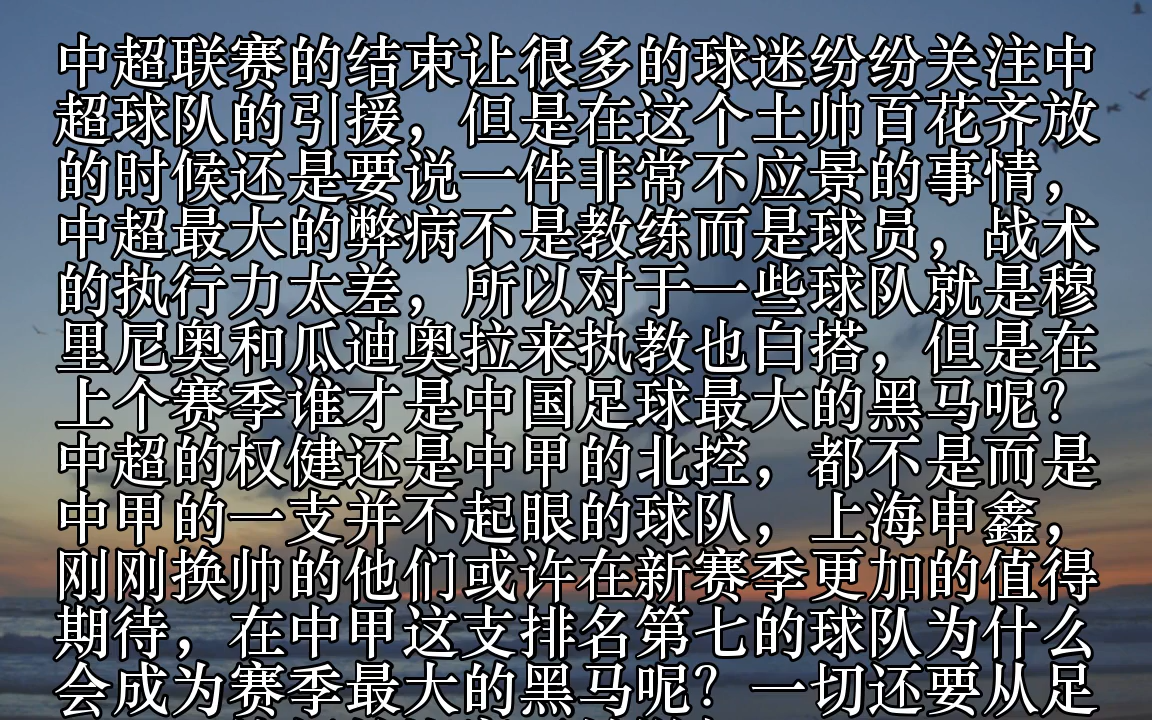 中超联赛的结束让很多的球迷纷纷关注中
超球队的引援，但是在这个土帅百花齐放
的时候还是要说一件非常不应景的事情，
中超最大的弊病不是教练而是球员，战术
的执行力太差，所以对于一些球队就是穆
里尼奥和瓜迪奥拉来执教也白搭，但是在
上个赛季谁才是中国足球最大的黑马呢？
中超的权健还是中甲的北控，都不是而是
中甲的一支并不起眼的球队，上海申鑫，
刚刚换帅的他们或许在新赛季更加的值得
期待，在中甲这支排名第七的球队为什么
会成为赛季最大的黑马呢？一切还要从足